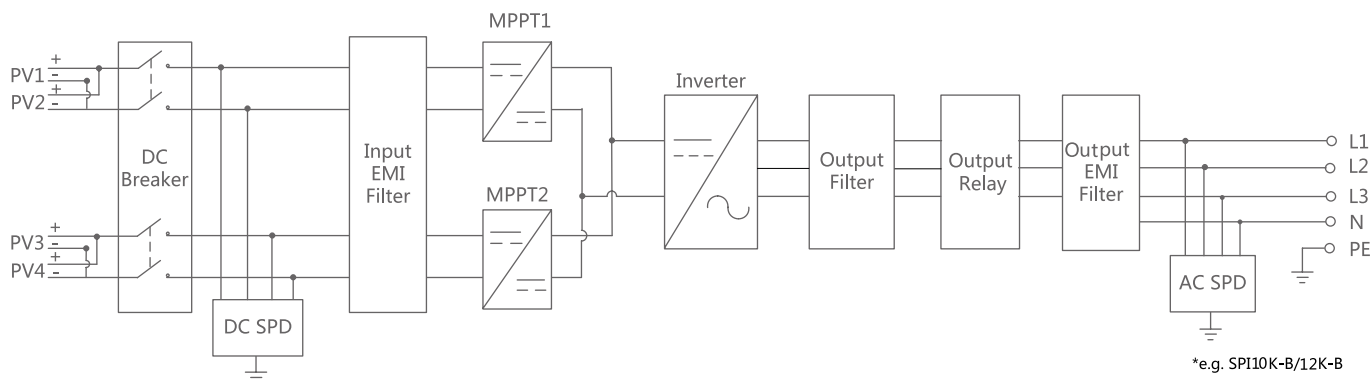 MPPT1
PV1
+
-
PV2
+
-
DC
Breaker
Input
EMI
Filter
Inverter
Output
Filter
Output
Relay
Output
EMI
Filter
L1
L2
L3
N
PE
MPPT2
PV3
+
-
PV4
+
-
DC SPD
AC SPD
*e.g. SPI10K-B/12K-B